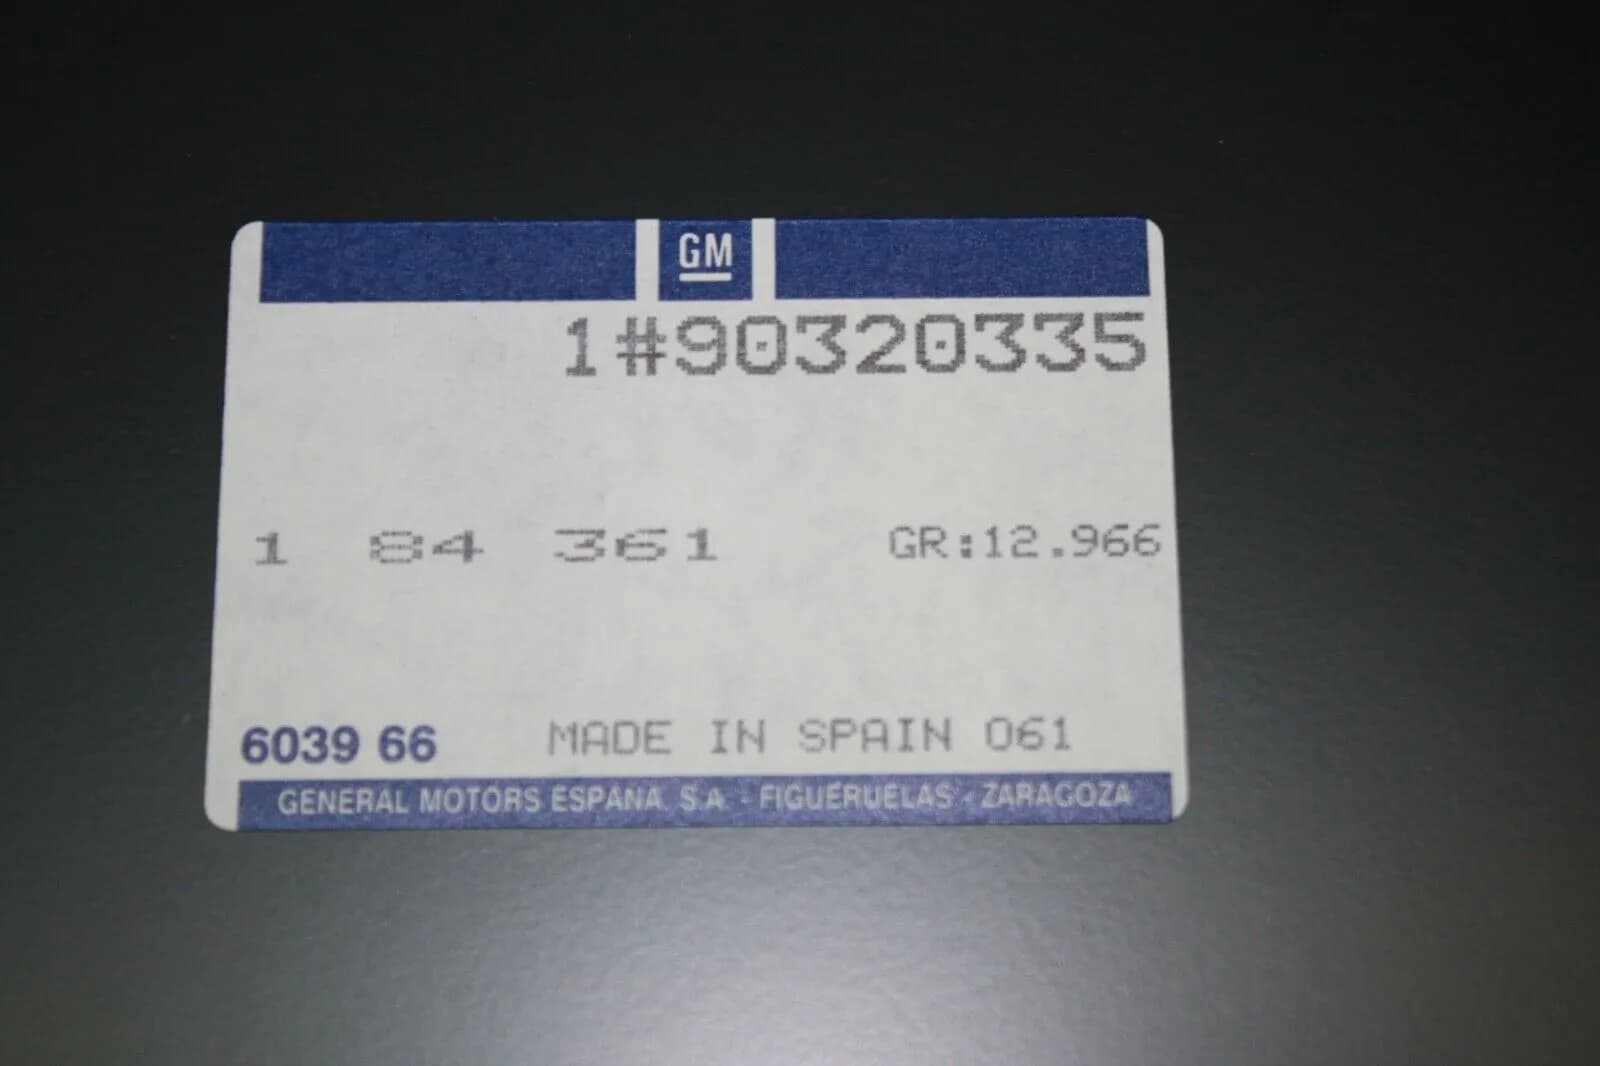 GM
1#90320335
1 84 361 GR:12.966
6039 66 MADE IN SPAIN 061
GENERAL MOTORS ESPAÑA S.A. - FIGUERUELAS - ZARAGOZA